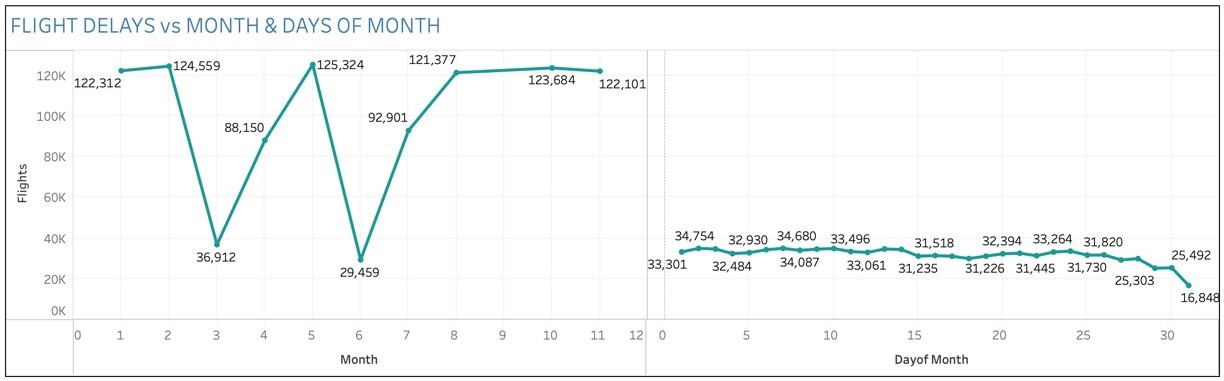 FLIGHT DELAYS vs MONTH & DAYS OF MONTH
Flights
120K
100K
80K
60K
40K
20K
0K
122,312
124,559
36,912
88,150
125,324
29,459
92,901
121,377
123,684
122,101
0 1 2 3 4 5 6 7 8 9 10 11 12
Month
33,301
34,754
32,484
32,930
34,680
34,087
33,496
33,061
31,518
31,235
31,226
32,394
31,445
33,264
31,730
31,820
25,303
25,492
16,848
0 5 10 15 20 25 30
Dayof Month